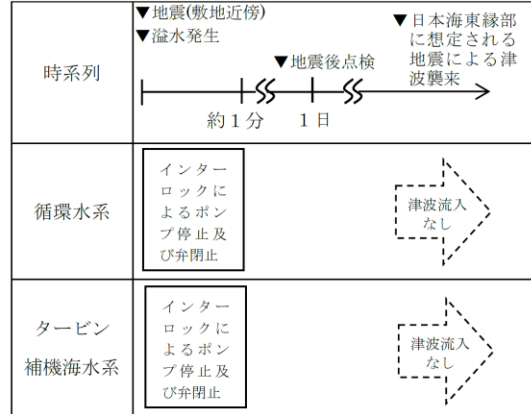 時系列
▼地震(敷地近傍)
▼溢水発生
▼地震後点検
▼日本海東縁部
に想定される
地震による津
波襲来
約1分
1日
循環水系
インター
ロックに
よるポン
プ停止及
び弁閉止
津波流入
なし
タービン
補機海水系
インター
ロックに
よるポン
プ停止及
び弁閉止
津波流入
なし